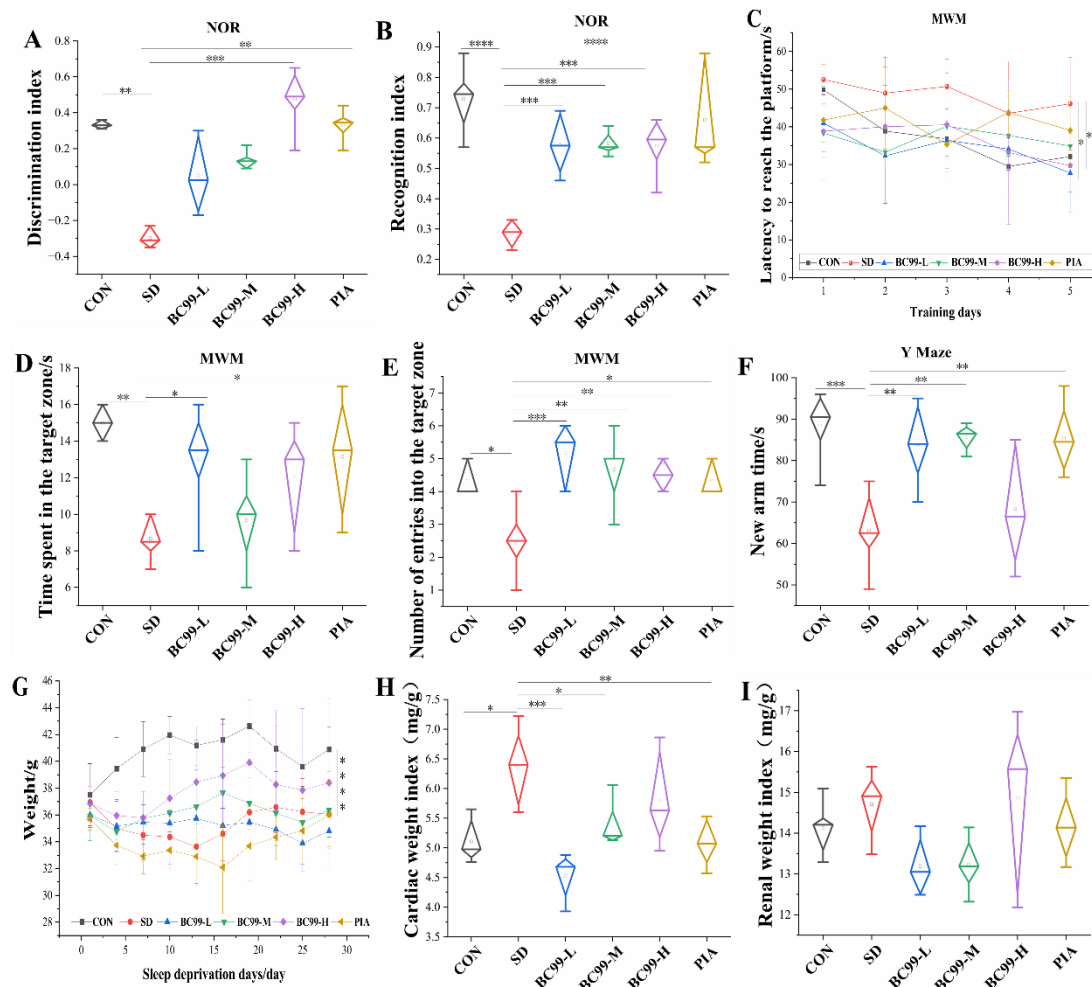 A
NOR
**
***
**
Discrimination index
0.8
0.6
0.4
0.2
0.0
−0.2
−0.4
CON
SD
BC99-L
BC99-M
BC99-H
PIA
B
NOR
****
****
***
***
***
Recognition index
0.9
0.8
0.7
0.6
0.5
0.4
0.3
0.2
CON
SD
BC99-L
BC99-M
BC99-H
PIA
C
MWM
Latency to reach the platform/s
60
50
40
30
20
10
0
*
*
CON SD BC99-L BC99-M BC99-H PIA
1 2 3 4 5
Training days
D
MWM
*
**
*
Time spent in the target zone/s
18
16
14
12
10
8
6
CON
SD
BC99-L
BC99-M
BC99-H
PIA
E
MWM
*
**
**
***
*
Number of entries into the target zone
7
6
5
4
3
2
1
CON
SD
BC99-L
BC99-M
BC99-H
PIA
F
Y Maze
**
**
***
**
New arm time/s
100
90
80
70
60
50
CON
SD
BC99-L
BC99-M
BC99-H
PIA
G
Weight/g
46
44
42
40
38
36
34
32
30
28
*
*
*
*
CON SD BC99-L BC99-M BC99-H PIA
0 5 10 15 20 25 30
Sleep deprivation days/day
H
**
*
*
***
Cardiac weight index (mg/g)
7.5
7.0
6.5
6.0
5.5
5.0
4.5
4.0
3.5
CON
SD
BC99-L
BC99-M
BC99-H
PIA
I
Renal weight index (mg/g)
17
16
15
14
13
12
11
CON
SD
BC99-L
BC99-M
BC99-H
PIA